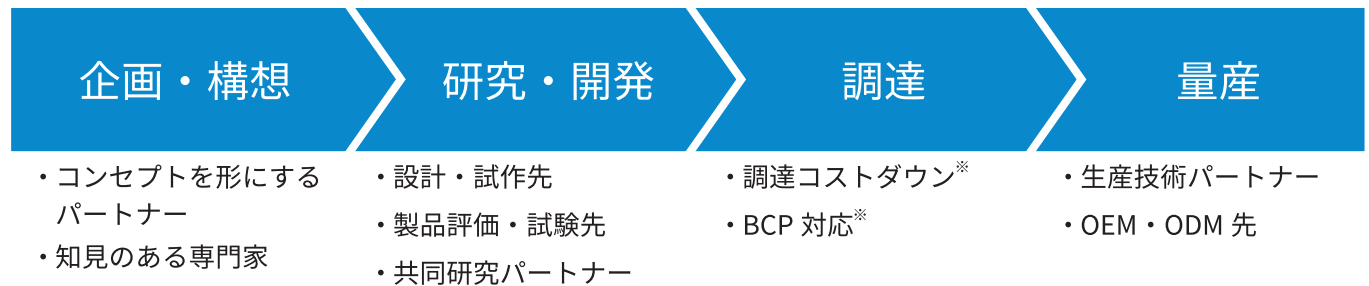 企画・構想
研究・開発
調達
量産
・コンセプトを形にする
パートナー
・知見のある専門家
・設計・試作先
・製品評価・試験先
・共同研究パートナー
・調達コストダウン※
・BCP 対応※
・生産技術パートナー
・OEM・ODM 先